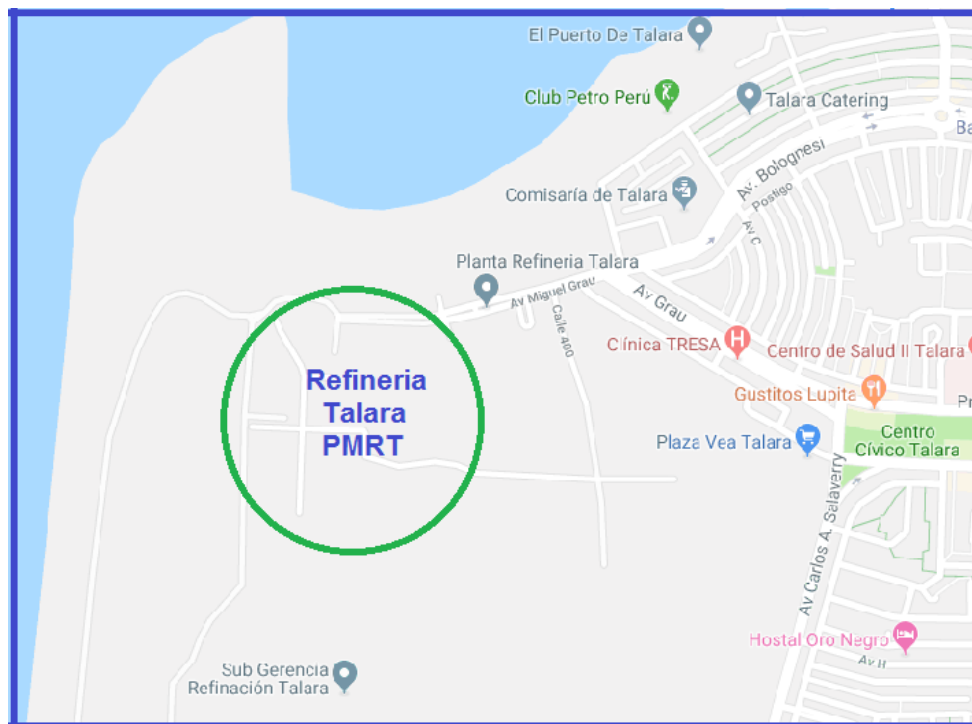 El Puerto De Talara
Club Petro Perú
Talara Catering
Ba
Av. Bolognesi
Postigo
Comisaría de Talara
Av C
Planta Refineria Talara
Av Miguel Grau
Av Grau
Calle 400
Clínica TRESA
Centro de Salud II Talara
Refineria
Talara
PMRT
Gustitos Lupita
Pr
Centro
Cívico Talara
Plaza Vea Talara
Av Carlos A. Salaverry
Hostal Oro Negro
Av H
Sub Gerencia
Refinación Talara